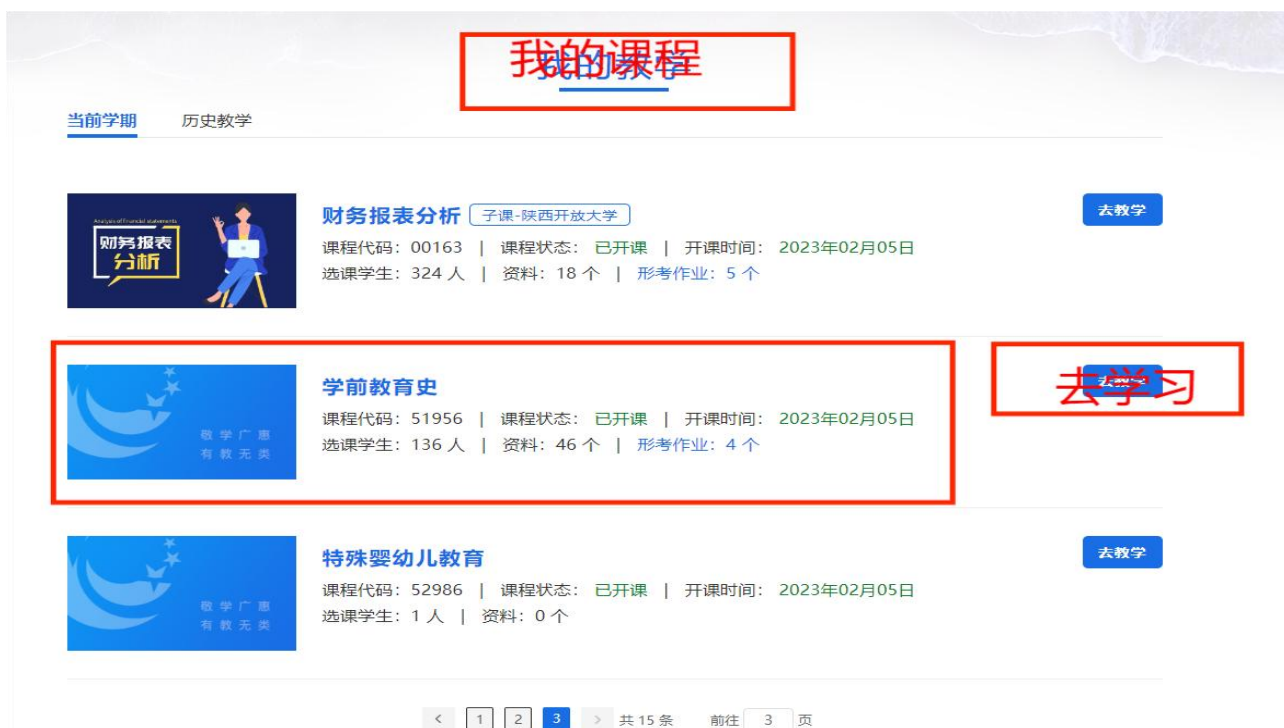 我的课程
当前学期 历史教学
Analysis of financial statements
财务报表
分析
财务报表分析 子课-陕西开放大学 去教学
课程代码：00163 | 课程状态： 已开课 | 开课时间： 2023年02月05日
选课学生：324 人 | 资料：18 个 | 形考作业：5 个
敬学广惠
有教无类
学前教育史 去学习
课程代码：51956 | 课程状态： 已开课 | 开课时间： 2023年02月05日
选课学生：136 人 | 资料：46 个 | 形考作业：4 个
敬学广惠
有教无类
特殊婴幼儿教育 去教学
课程代码：52986 | 课程状态： 已开课 | 开课时间： 2023年02月05日
选课学生：1 人 | 资料：0 个
< 1 2 3 > 共 15 条 前往 3 页